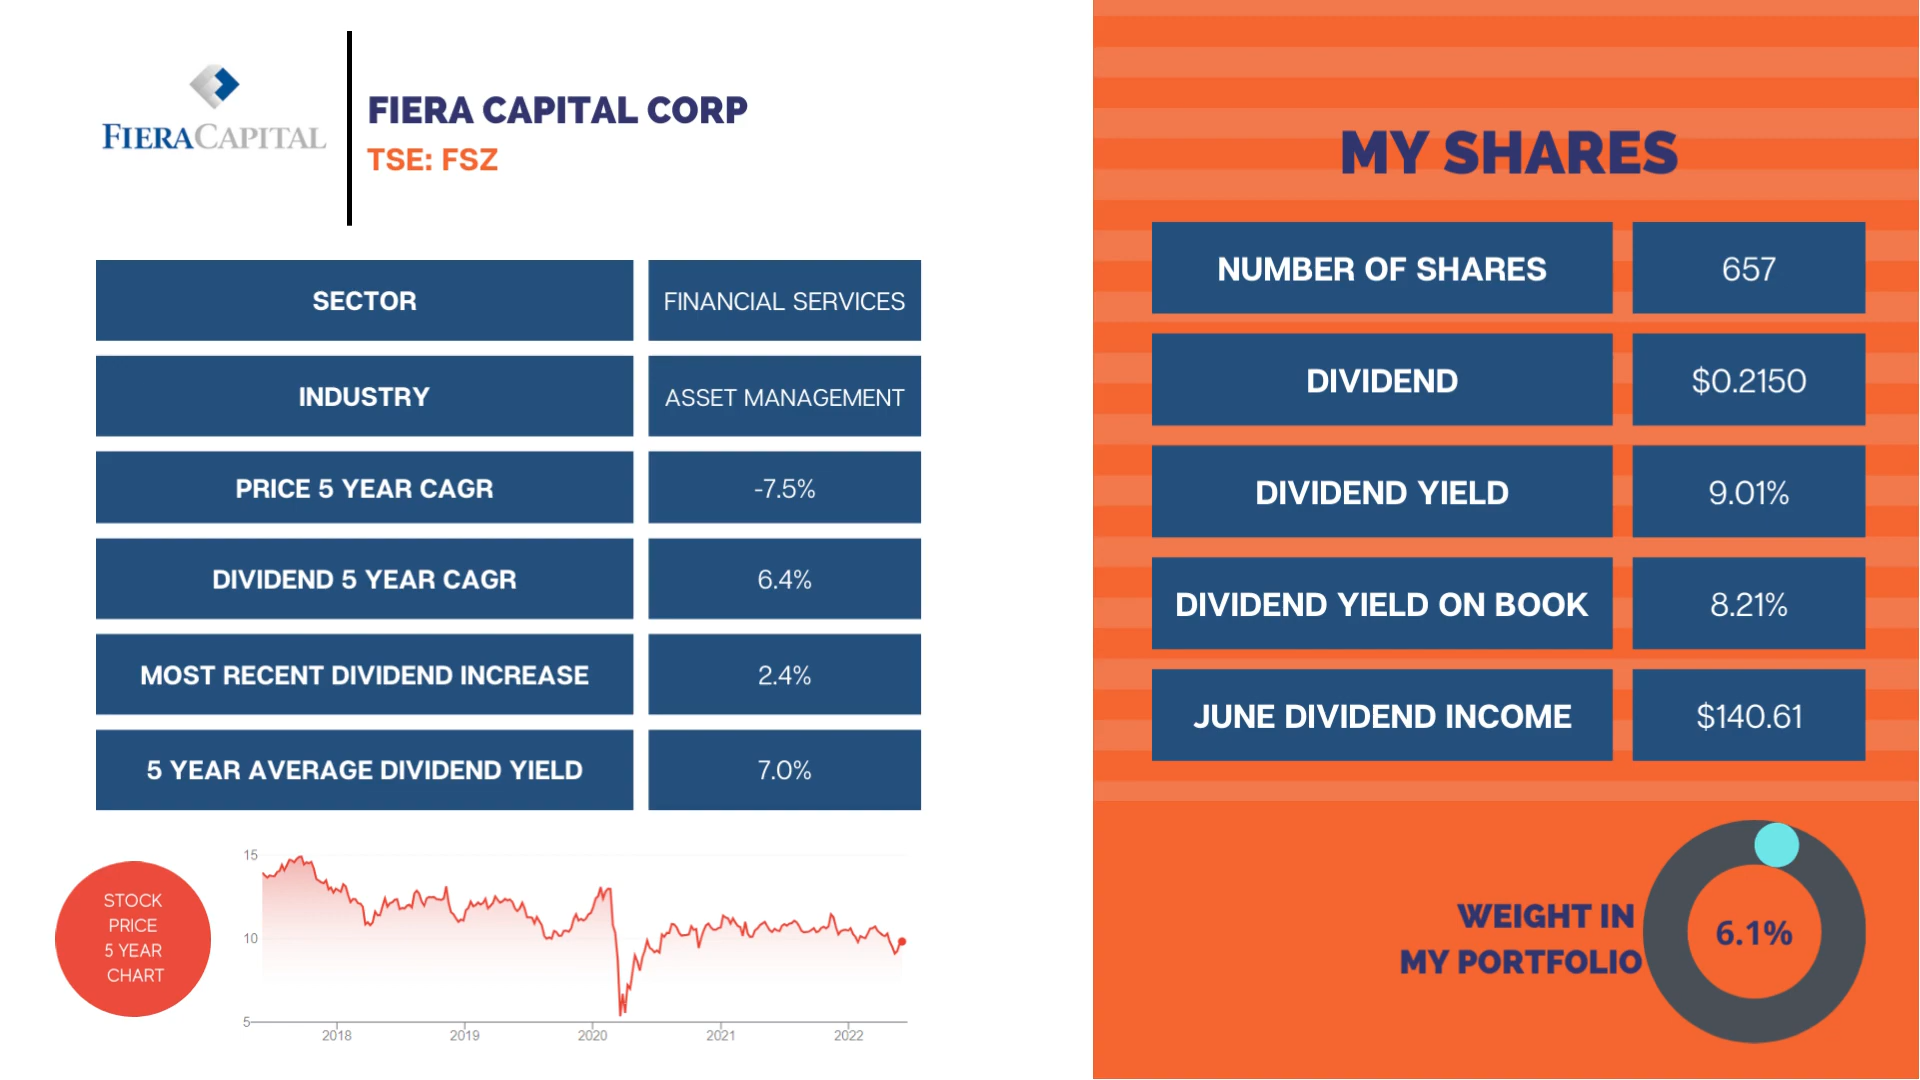 FIERACAPITAL
FIERA CAPITAL CORP
TSE: FSZ
SECTOR FINANCIAL SERVICES
INDUSTRY ASSET MANAGEMENT
PRICE 5 YEAR CAGR -7.5%
DIVIDEND 5 YEAR CAGR 6.4%
MOST RECENT DIVIDEND INCREASE 2.4%
5 YEAR AVERAGE DIVIDEND YIELD 7.0%
STOCK
PRICE
5 YEAR
CHART
15
10
5
2018 2019 2020 2021 2022
MY SHARES
NUMBER OF SHARES 657
DIVIDEND $0.2150
DIVIDEND YIELD 9.01%
DIVIDEND YIELD ON BOOK 8.21%
JUNE DIVIDEND INCOME $140.61
WEIGHT IN
MY PORTFOLIO
6.1%